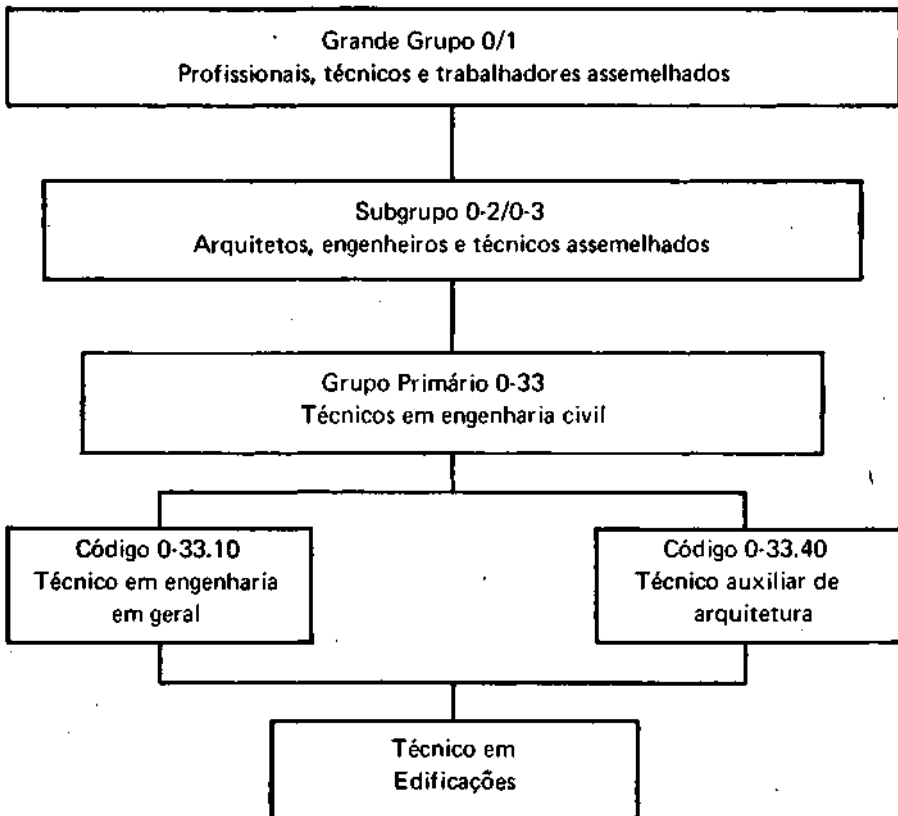 Grande Grupo 0/1
Profissionais, técnicos e trabalhadores assemelhados
Subgrupo 0-2/0-3
Arquitetos, engenheiros e técnicos assemelhados
Grupo Primário 0-33
Técnicos em engenharia civil
Código 0-33.10
Técnico em engenharia
em geral
Código 0-33.40
Técnico auxiliar de
arquitetura
Técnico em
Edificações